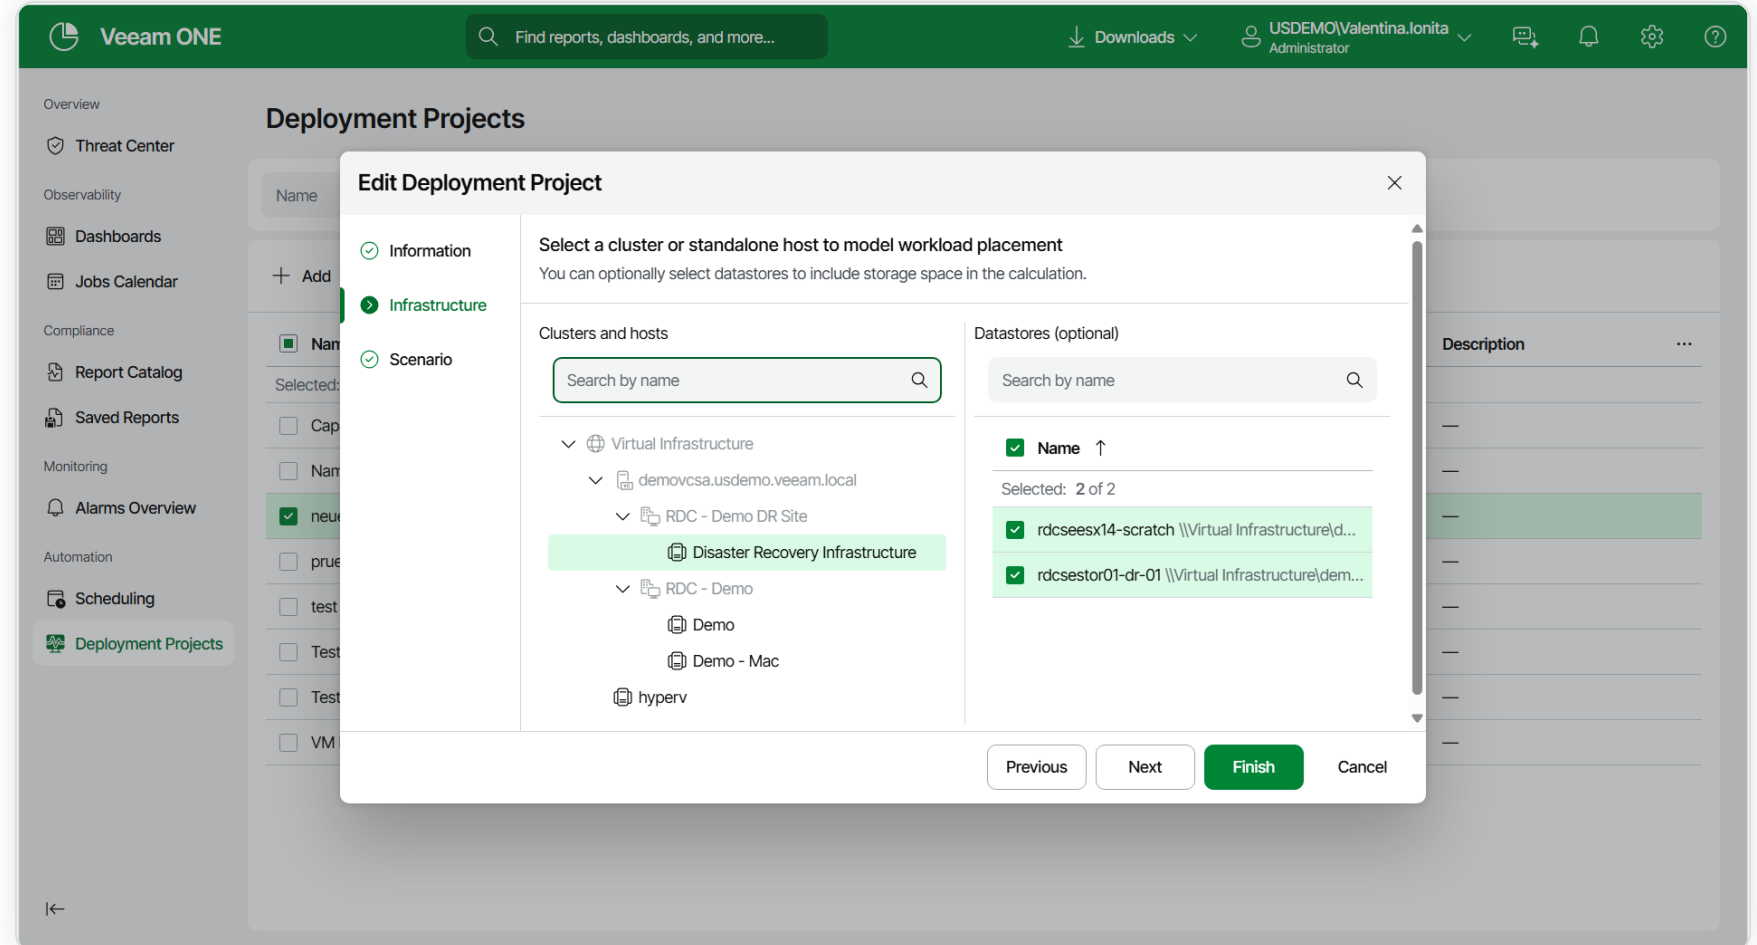 Veeam ONE
Find reports, dashboards, and more...
Downloads
USDEMO\Valentina.Ionita
Administrator
Overview
Threat Center
Observability
Dashboards
Jobs Calendar
Compliance
Report Catalog
Saved Reports
Monitoring
Alarms Overview
Automation
Scheduling
Deployment Projects
Deployment Projects
Name
Add
Nam
Description
Selected:
Cap
—
Nam
—
neue
—
prue
—
test
—
Test
—
Test
—
VM
—
Edit Deployment Project
Information
Infrastructure
Scenario
Select a cluster or standalone host to model workload placement
You can optionally select datastores to include storage space in the calculation.
Clusters and hosts
Search by name
Virtual Infrastructure
demovcsa.usdemo.veeam.local
RDC - Demo DR Site
Disaster Recovery Infrastructure
RDC - Demo
Demo
Demo - Mac
hyperv
Datastores (optional)
Search by name
Name
Selected: 2 of 2
rdcseesx14-scratch \\Virtual Infrastructure\d...
rdcsestor01-dr-01 \\Virtual Infrastructure\dem...
Previous
Next
Finish
Cancel